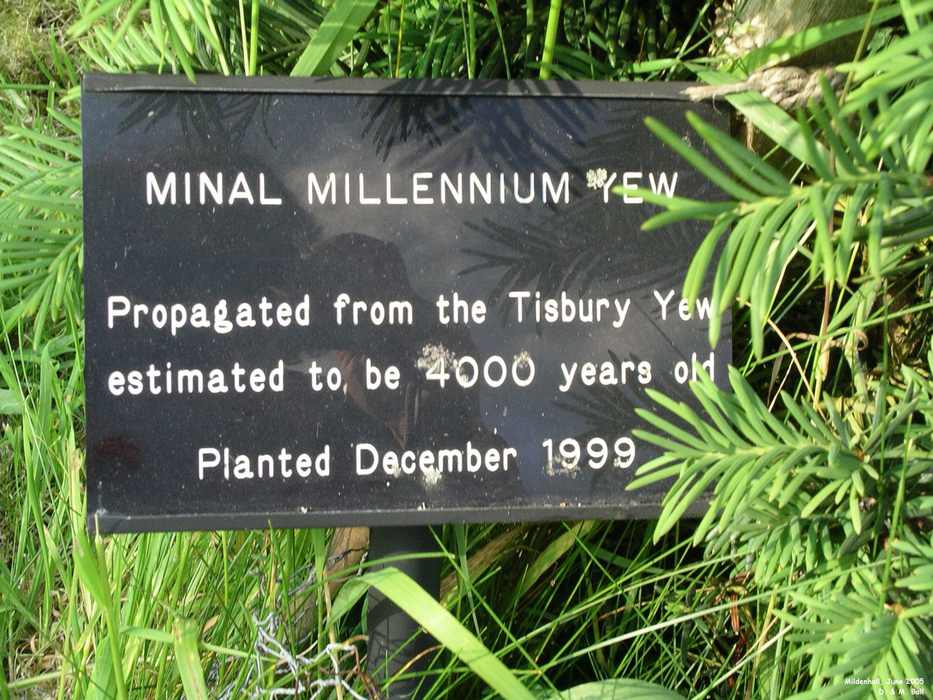 MINAL MILLENNIUM YEW
Propagated from the Tisbury Yew
estimated to be 4000 years old
Planted December 1999
Mildenhall, June 2005
D. & M. Ball